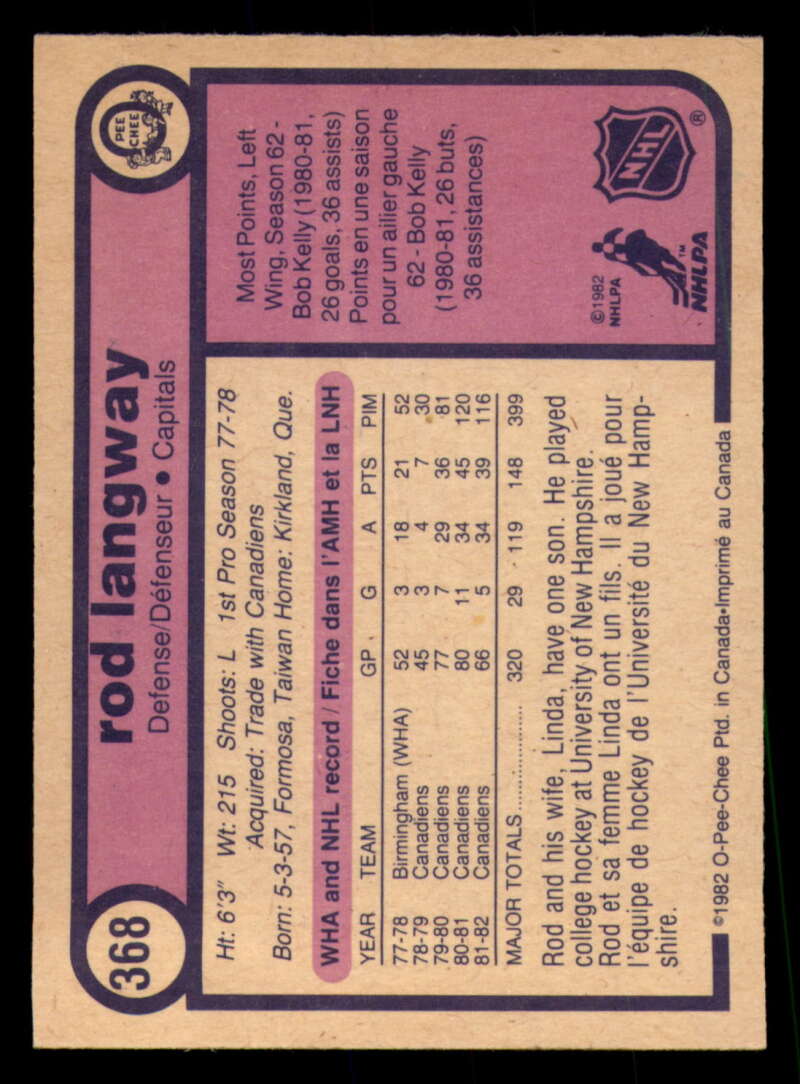 368
rod langway
Defense/Défenseur • Capitals
O
PEE
CHEE
Ht: 6'3" Wt: 215 Shoots: L 1st Pro Season 77-78
Acquired: Trade with Canadiens
Born: 5-3-57, Formosa, Taiwan Home: Kirkland, Que.
WHA and NHL record / Fiche dans l'AMH et la LNH
YEAR TEAM GP G A PTS PIM
77-78 Birmingham (WHA) 52 3 18 21 52
78-79 Canadiens 45 3 4 7 30
79-80 Canadiens 77 7 29 36 81
80-81 Canadiens 80 11 34 45 120
81-82 Canadiens 66 5 34 39 116
MAJOR TOTALS 320 29 119 148 399
Rod and his wife, Linda, have one son. He played
college hockey at University of New Hampshire.
Rod et sa femme Linda ont un fils. Il a joué pour
l'équipe de hockey de l'Université du New Hamp-
shire.
Most Points, Left
Wing, Season 62 -
Bob Kelly (1980-81,
26 goals, 36 assists)
Points en une saison
pour un ailier gauche
62 - Bob Kelly
(1980-81, 26 buts,
36 assistances)
©1982
NHLPA
NHLPA™
NHL®
©1982 O-Pee-Chee Ptd. in Canada•Imprimé au Canada